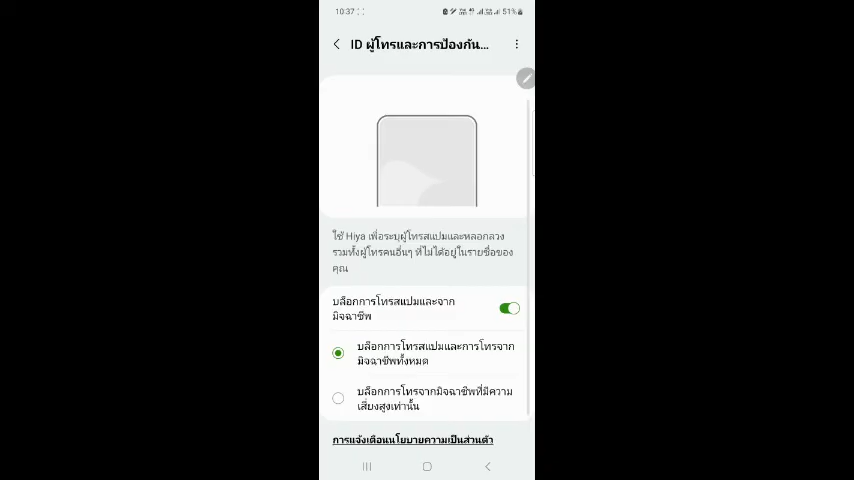 10:37
51%
ID ผู้โทรและการป้องกัน...
ใช้ Hiya เพื่อระบุผู้โทรสแปมและหลอกลวง
รวมทั้งผู้โทรคนอื่นๆ ที่ไม่ได้อยู่ในรายชื่อของ
คุณ
บล็อกการโทรสแปมและจาก
มิจฉาชีพ
บล็อกการโทรสแปมและการโทรจาก
มิจฉาชีพทั้งหมด
บล็อกการโทรจากมิจฉาชีพที่มีความ
เสี่ยงสูงเท่านั้น
การแจ้งเตือนนโยบายความเป็นส่วนตัว